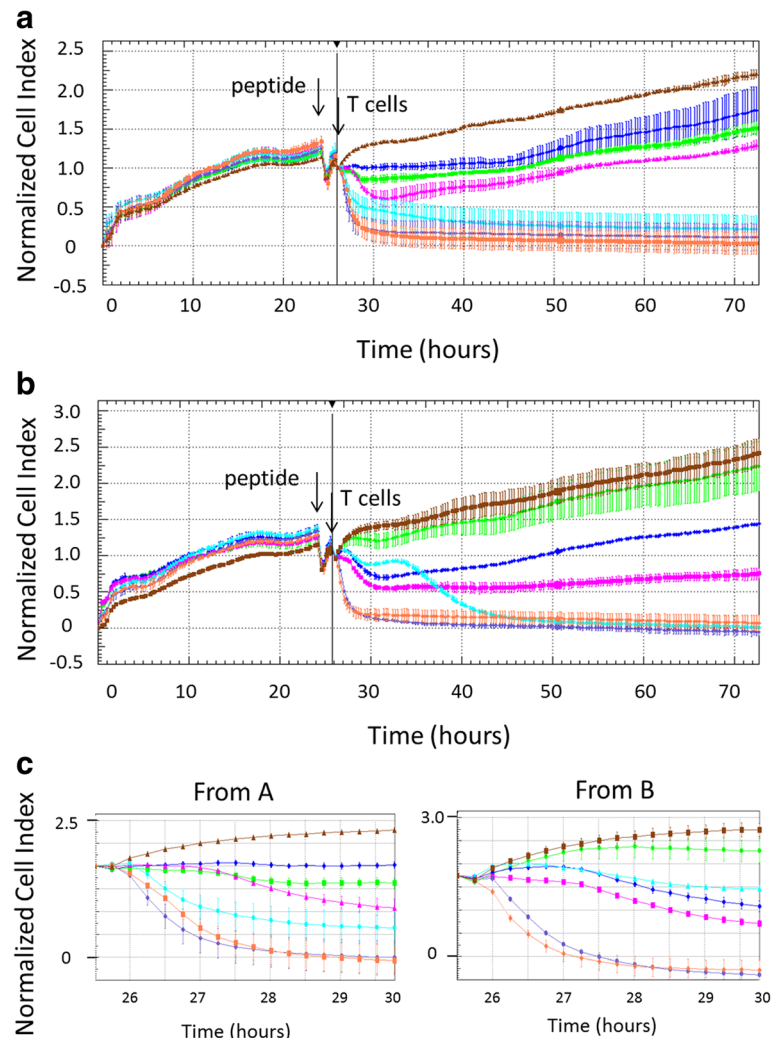 a
Normalized Cell Index
2.5
2.0
1.5
1.0
0.5
0
-0.5
peptide
T cells
0 10 20 30 40 50 60 70
Time (hours)
b
Normalized Cell Index
3.0
2.5
2.0
1.5
1.0
0.5
0
-0.5
peptide
T cells
0 10 20 30 40 50 60 70
Time (hours)
c
From A
From B
Normalized Cell Index
2.5
0
26 27 28 29 30
Time (hours)
3.0
0
26 27 28 29 30
Time (hours)